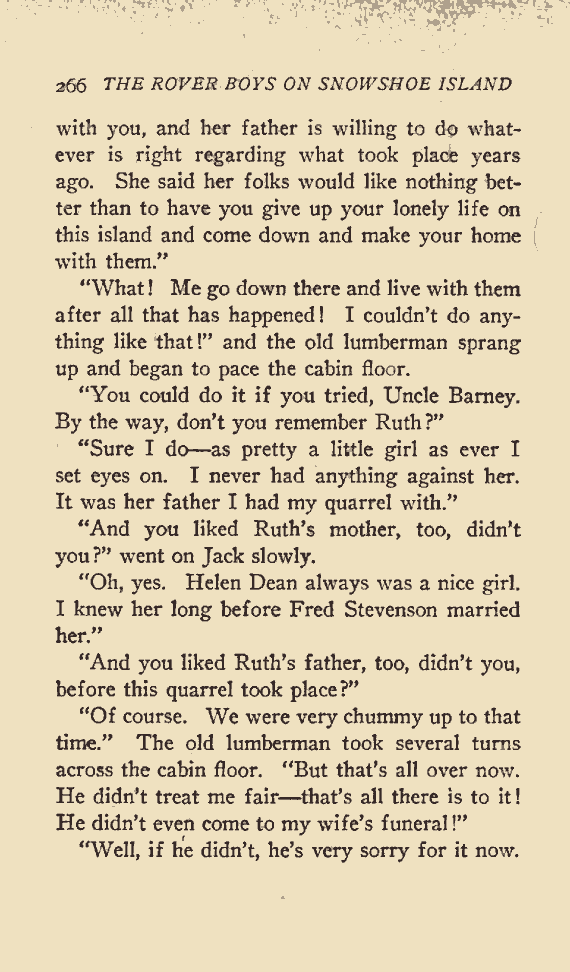 266 THE ROVER BOYS ON SNOWSHOE ISLAND
with you, and her father is willing to do what-
ever is right regarding what took place years
ago. She said her folks would like nothing bet-
ter than to have you give up your lonely life on
this island and come down and make your home
with them.”
“What! Me go down there and live with them
after all that has happened! I couldn’t do any-
thing like that!” and the old lumberman sprang
up and began to pace the cabin floor.
“You could do it if you tried, Uncle Barney.
By the way, don’t you remember Ruth?”
“Sure I do—as pretty a little girl as ever I
set eyes on. I never had anything against her.
It was her father I had my quarrel with.”
“And you liked Ruth’s mother, too, didn’t
you?” went on Jack slowly.
“Oh, yes. Helen Dean always was a nice girl.
I knew her long before Fred Stevenson married
her.”
“And you liked Ruth’s father, too, didn’t you,
before this quarrel took place?”
“Of course. We were very chummy up to that
time.” The old lumberman took several turns
across the cabin floor. “But that’s all over now.
He didn’t treat me fair—that’s all there is to it!
He didn’t even come to my wife’s funeral!”
“Well, if he didn’t, he’s very sorry for it now.